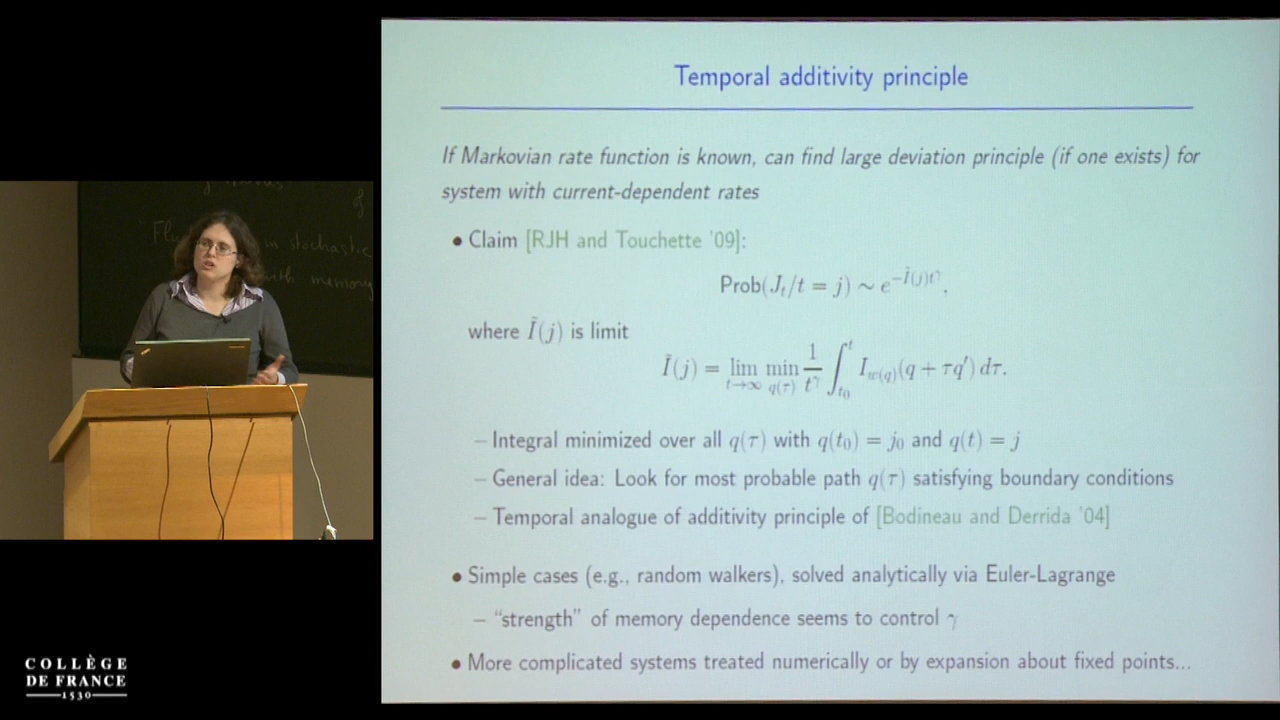 Temporal additivity principle
If Markovian rate function is known, can find large deviation principle (if one exists) for
system with current-dependent rates
• Claim [RJH and Touchette '09]:
Prob(J_t/t = j) ∼ e^{−Ĩ(j)t^γ},
where Ĩ(j) is limit
Ĩ(j) = lim_{t→∞} min_{q(τ)} 1/t^γ ∫_{t_0}^{t} I_{w(q)}(q + τq′) dτ.
– Integral minimized over all q(τ) with q(t_0) = j_0 and q(t) = j
– General idea: Look for most probable path q(τ) satisfying boundary conditions
– Temporal analogue of additivity principle of [Bodineau and Derrida '04]
• Simple cases (e.g., random walkers), solved analytically via Euler-Lagrange
– “strength” of memory dependence seems to control γ
• More complicated systems treated numerically or by expansion about fixed points...
of
in stochastic
with memory
COLLÈGE
DE FRANCE
1530